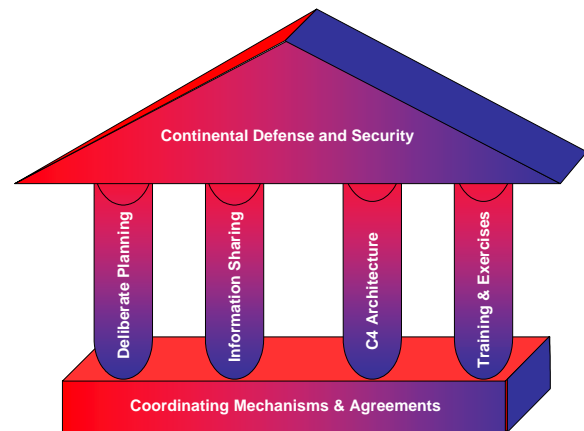 Continental Defense and Security
Deliberate Planning
Information Sharing
C4 Architecture
Training & Exercises
Coordinating Mechanisms & Agreements